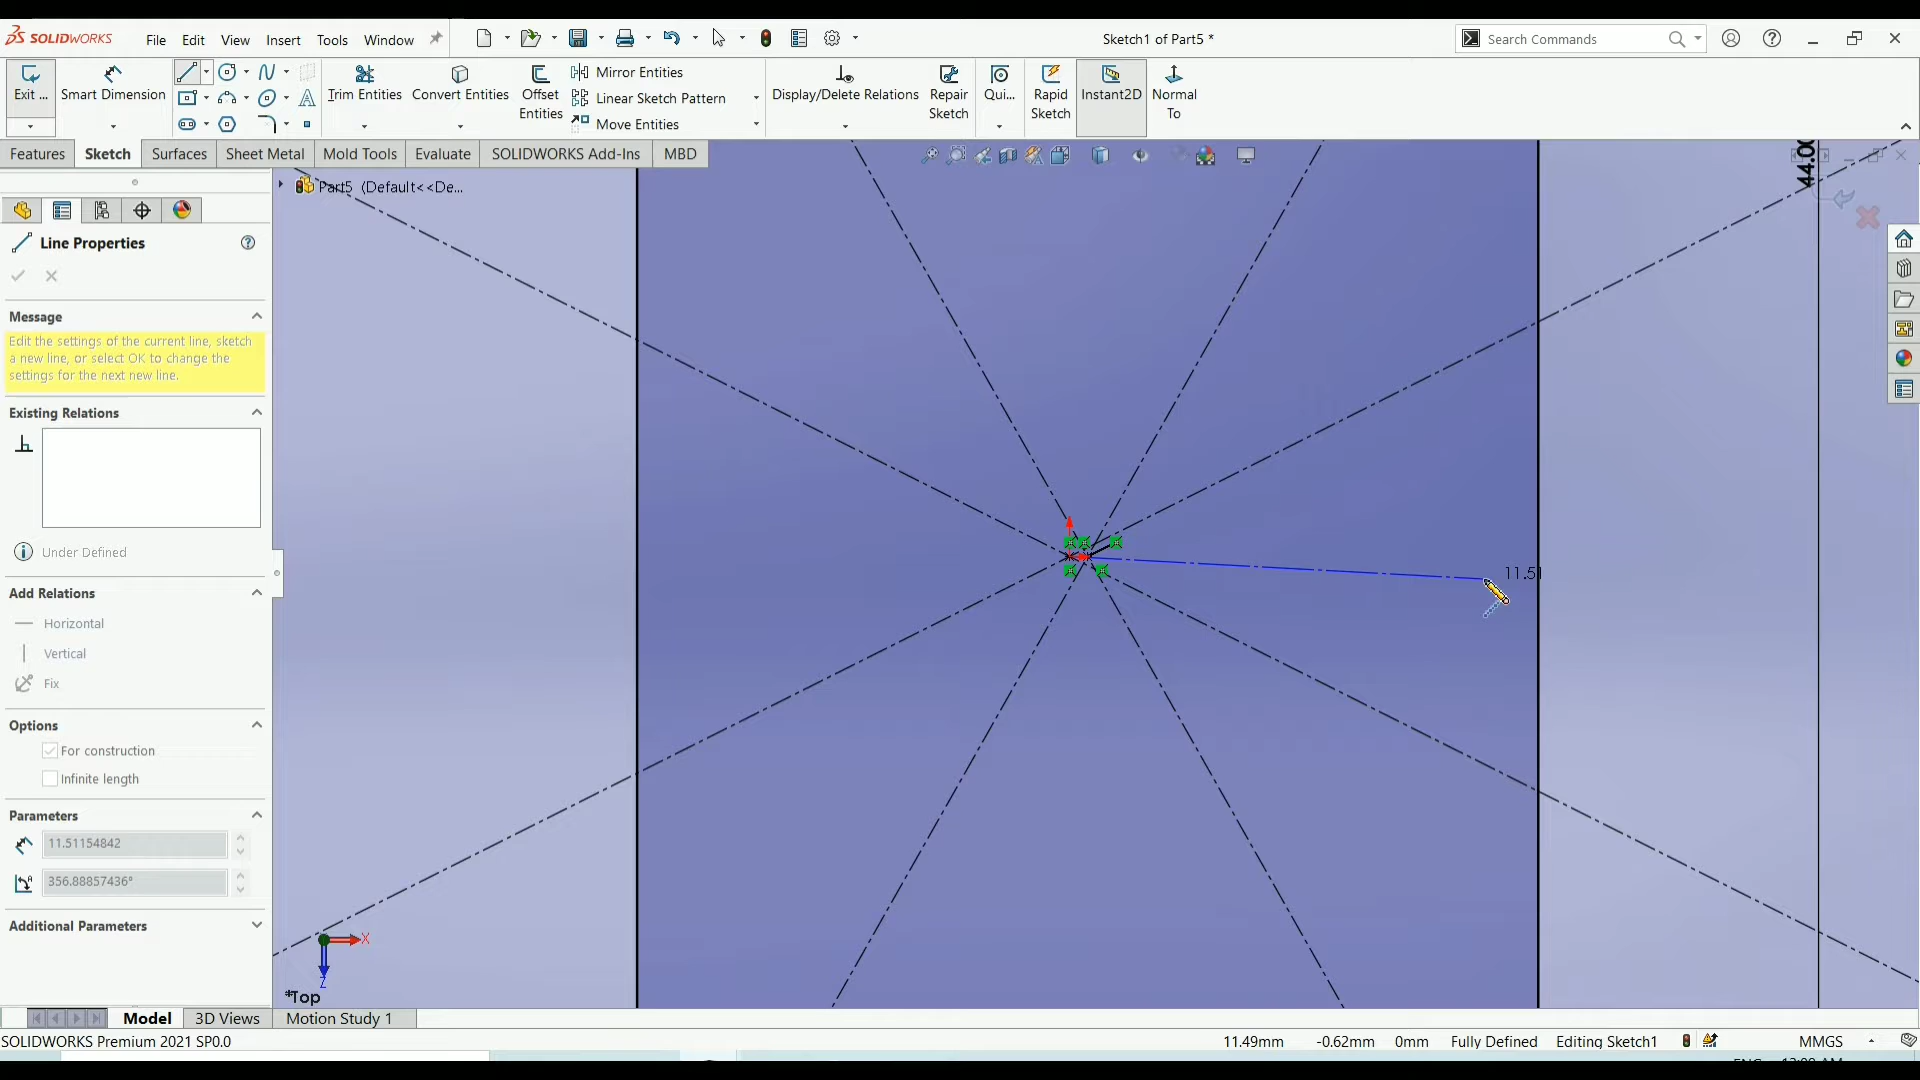 SOLIDWORKS
File Edit View Insert Tools Window
Sketch1 of Part5 *
Search Commands
Exit ...
Smart Dimension
Trim Entities
Convert Entities
Offset Entities
Mirror Entities
Linear Sketch Pattern
Move Entities
Display/Delete Relations
Repair Sketch
Qui...
Rapid Sketch
Instant2D
Normal To
Features Sketch Surfaces Sheet Metal Mold Tools Evaluate SOLIDWORKS Add-Ins MBD
Part5 (Default<<De...
Line Properties
Message
Edit the settings of the current line, sketch
a new line, or select OK to change the
settings for the next new line.
Existing Relations
Under Defined
Add Relations
Horizontal
Vertical
Fix
Options
For construction
Infinite length
Parameters
11.51154842
356.88857436°
Additional Parameters
44.00
11.51
X
Z
*Top
Model 3D Views Motion Study 1
SOLIDWORKS Premium 2021 SP0.0
11.49mm -0.62mm 0mm Fully Defined Editing Sketch1 MMGS